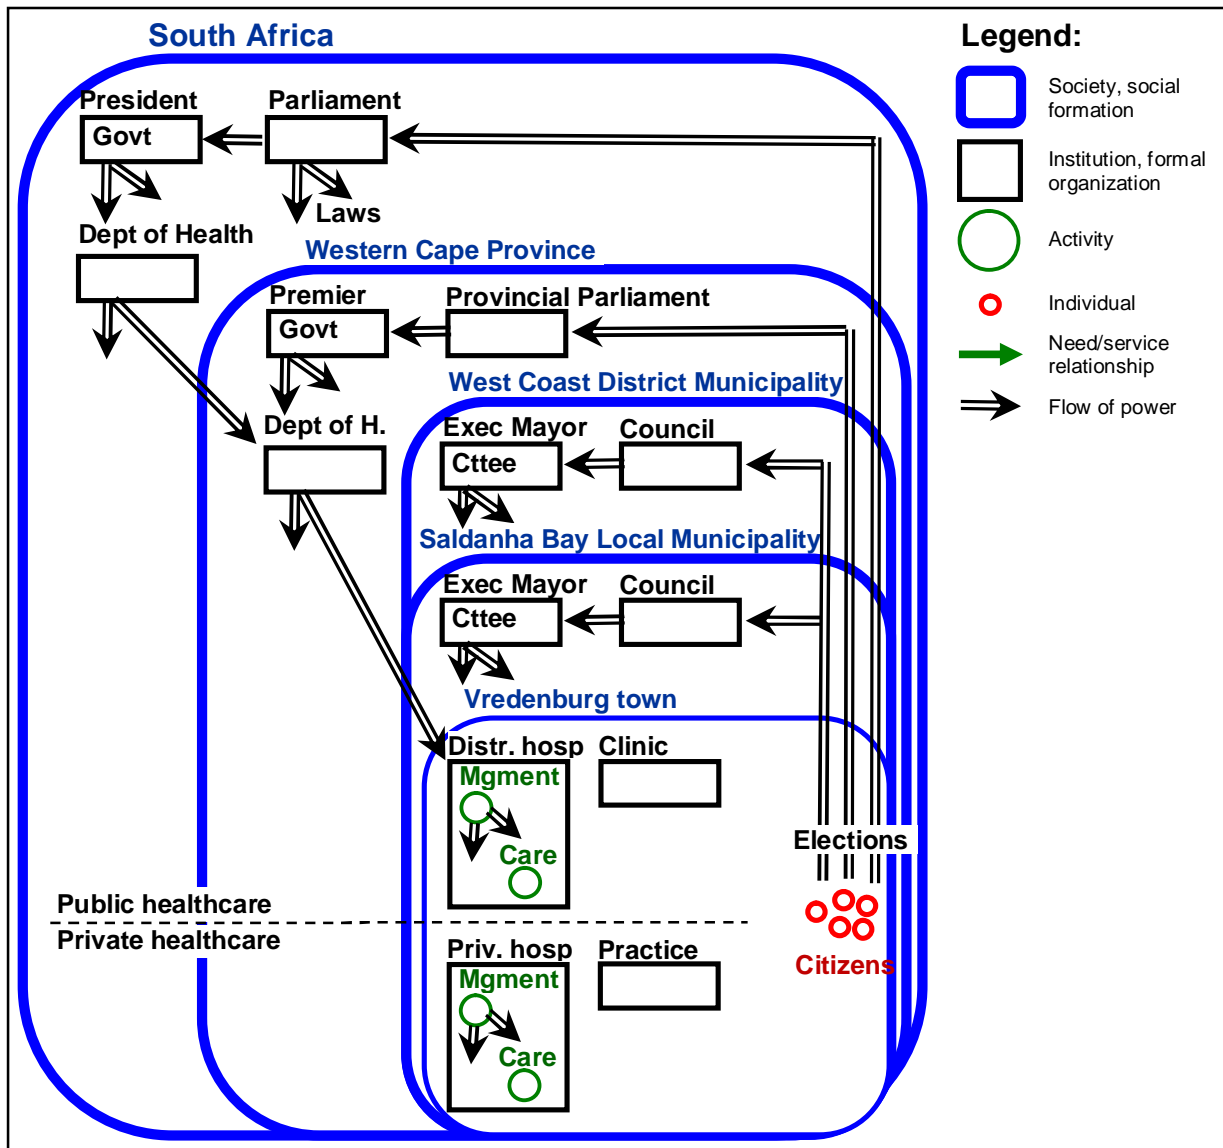 South Africa
President
Parliament
Govt
Laws
Dept of Health
Western Cape Province
Premier
Provincial Parliament
Govt
West Coast District Municipality
Dept of H.
Exec Mayor
Council
Cttee
Saldanha Bay Local Municipality
Exec Mayor
Council
Cttee
Vredenburg town
Distr. hosp
Clinic
Mgment
Care
Elections
Public healthcare
Private healthcare
Priv. hosp
Practice
Mgment
Care
Citizens
Legend:
Society, social
formation
Institution, formal
organization
Activity
Individual
Need/service
relationship
Flow of power